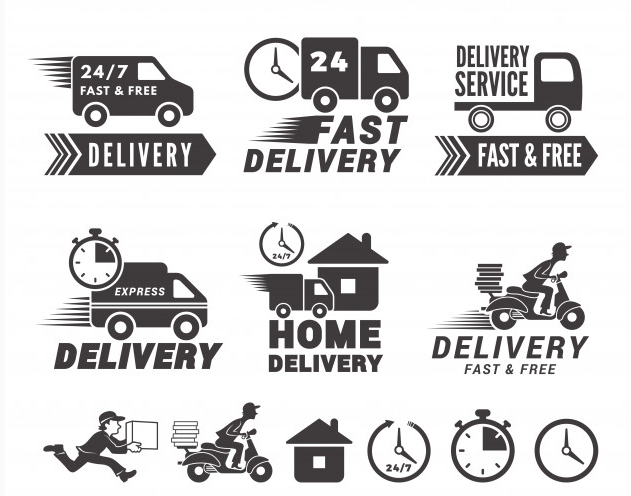 24/7
FAST & FREE
DELIVERY
24
FAST
DELIVERY
DELIVERY
SERVICE
FAST & FREE
EXPRESS
DELIVERY
24/7
HOME
DELIVERY
DELIVERY
FAST & FREE
24/7